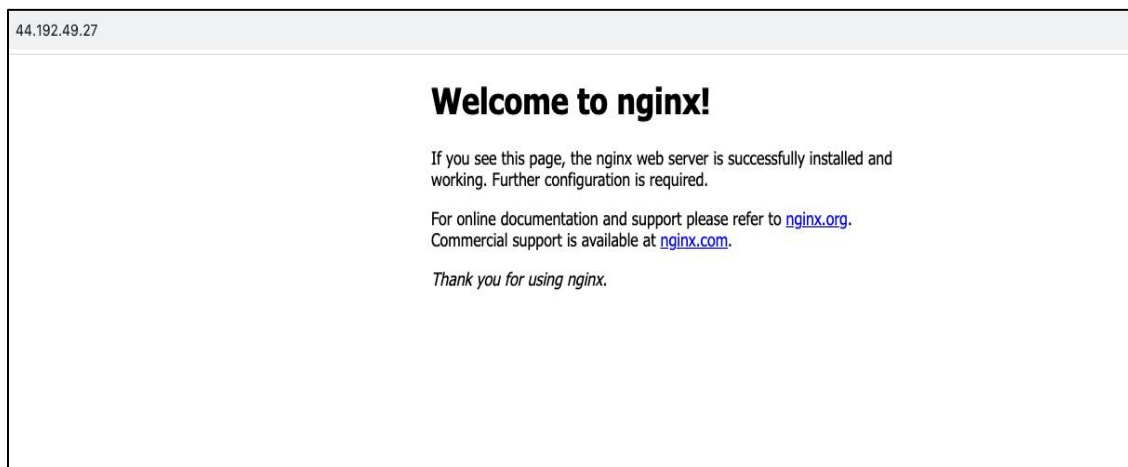 44.192.49.27
Welcome to nginx!
If you see this page, the nginx web server is successfully installed and
working. Further configuration is required.
For online documentation and support please refer to nginx.org.
Commercial support is available at nginx.com.
Thank you for using nginx.